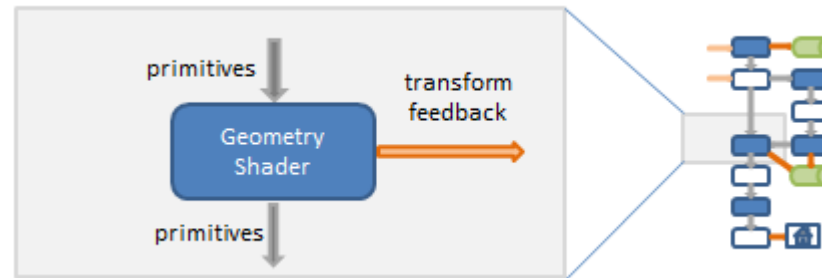 primitives
transform
feedback
Geometry
Shader
primitives